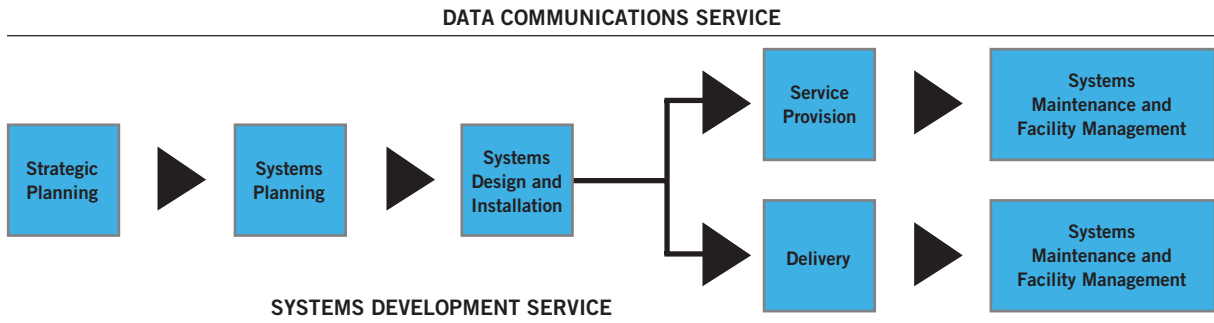 DATA COMMUNICATIONS SERVICE
Strategic
Planning
Systems
Planning
Systems
Design and
Installation
Service
Provision
Systems
Maintenance and
Facility Management
Delivery
Systems
Maintenance and
Facility Management
SYSTEMS DEVELOPMENT SERVICE